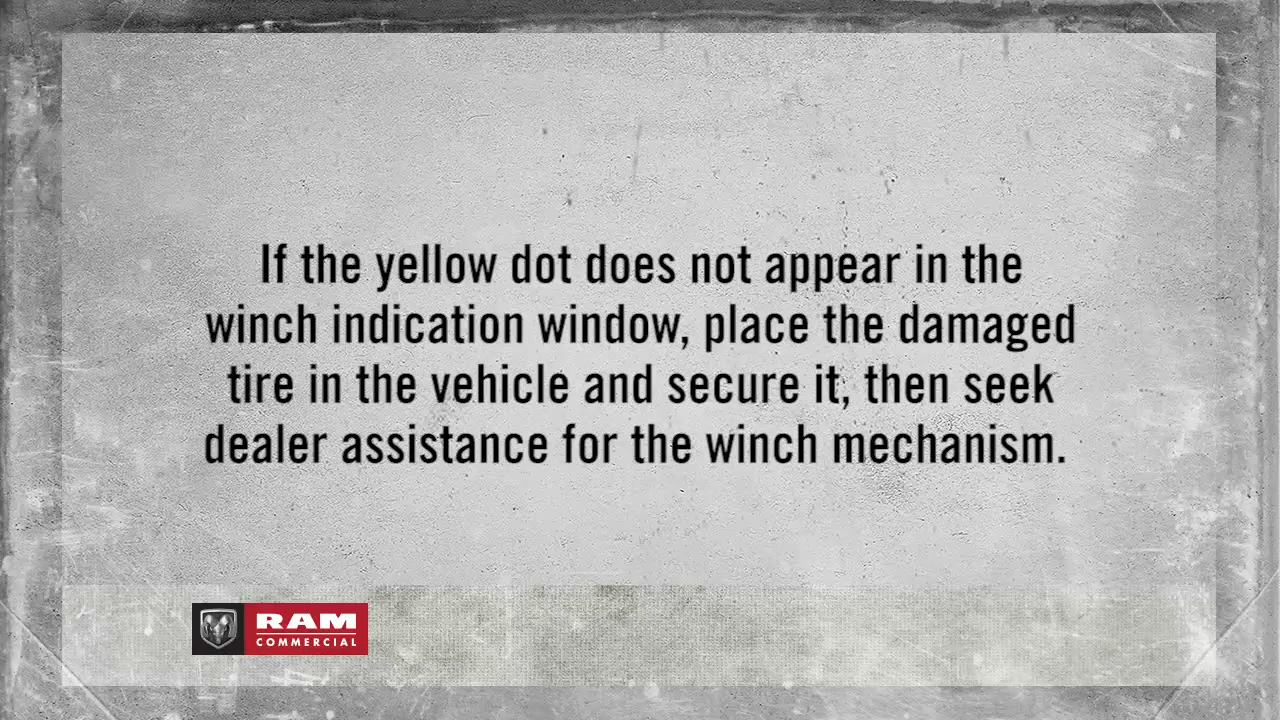 If the yellow dot does not appear in the
winch indication window, place the damaged
tire in the vehicle and secure it, then seek
dealer assistance for the winch mechanism.
RAM
COMMERCIAL